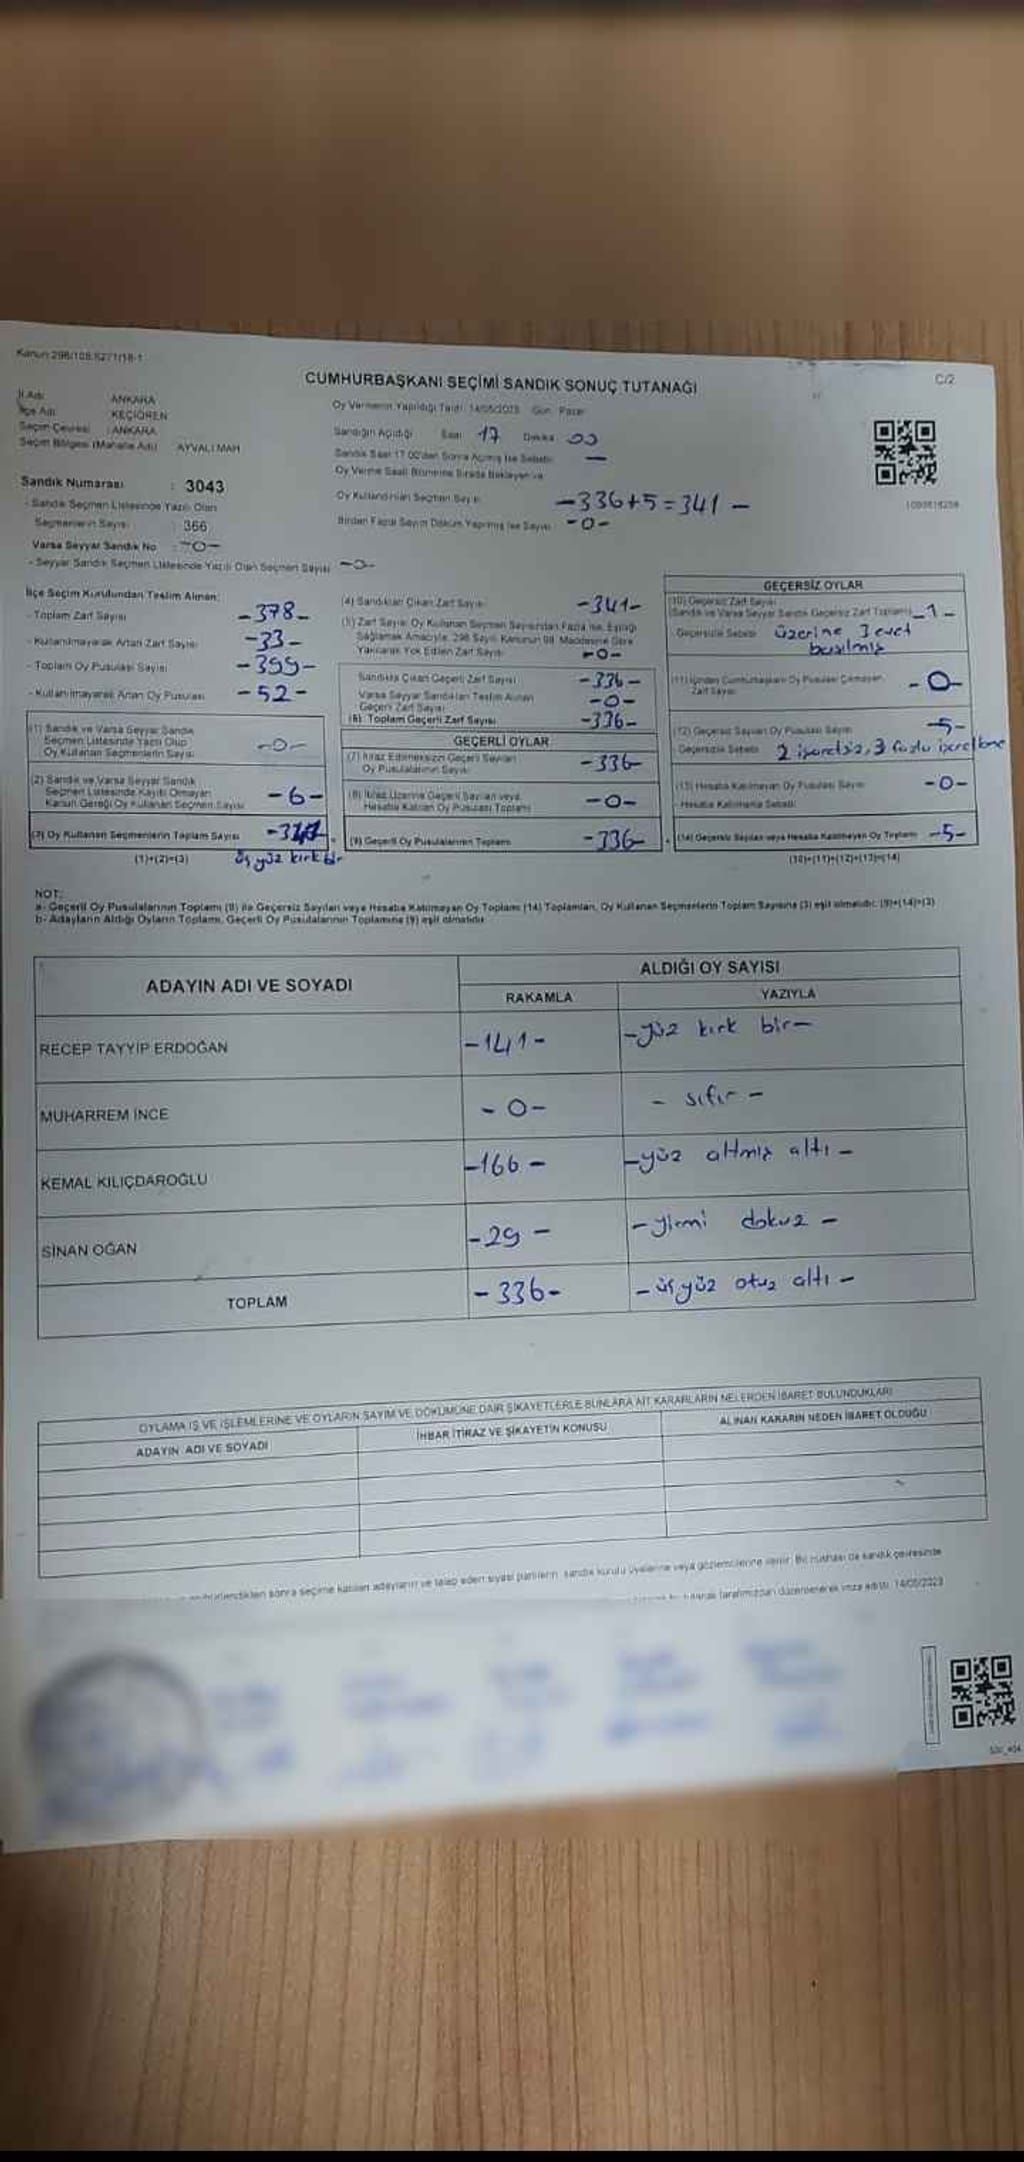 Kanun 298/105,6271/18-1
CUMHURBAŞKANI SEÇİMİ SANDIK SONUÇ TUTANAĞI
C/2
İl Adı ANKARA
İlçe Adı KEÇİÖREN
Seçim Çevresi : ANKARA
Seçim Bölgesi (Mahalle Adı) AYVALI MAH
Sandık Numarası : 3043
- Sandık Seçmen Listesinde Yazılı Olan
Seçmenlerin Sayısı : 366
Varsa Seyyar Sandık No : -0-
- Seyyar Sandık Seçmen Listesinde Yazılı Olan Seçmen Sayısı -0-
Oy Vermenin Yapıldığı Tarih: 14/05/2023 Gün: Pazar
Sandığın Açıldığı Saat 17 Dakika 00
Sandık Saat 17.00'dan Sonra Açılmış İse Sebebi: -
Oy Verme Saati Bitiminde Sırada Bekleyen ve
Oy Kullandırılan Seçmen Sayısı -336+5=341-
Birden Fazla Sayım Döküm Yapılmış İse Sayısı -0-
İlçe Seçim Kurulundan Teslim Alınan:
- Toplam Zarf Sayısı -378-
- Kullanılmayarak Artan Zarf Sayısı -33-
- Toplam Oy Pusulası Sayısı -399-
- Kullanılmayarak Artan Oy Pusulası -52-
(1) Sandık ve Varsa Seyyar Sandık
Seçmen Listesinde Yazılı Olup
Oy Kullanan Seçmenlerin Sayısı -0-
(2) Sandık ve Varsa Seyyar Sandık
Seçmen Listesinde Kayıtlı Olmayan
Kanun Gereği Oy Kullanan Seçmen Sayısı -6-
(3) Oy Kullanan Seçmenlerin Toplam Sayısı
(1)+(2)=(3) üç yüz kırk bir
(4) Sandıktan Çıkan Zarf Sayısı -341-
(5) Zarf Sayısı Oy Kullanan Seçmen Sayısından Fazla ise, Eşitliği
Sağlamak Amacıyla, 298 Sayılı Kanunun 98. Maddesine Göre
Yakılarak Yok Edilen Zarf Sayısı -0-
Sandıkta Çıkan Geçerli Zarf Sayısı -336-
Varsa Seyyar Sandıktan Teslim Alınan
Geçerli Zarf Sayısı -0-
(6) Toplam Geçerli Zarf Sayısı -336-
GEÇERLİ OYLAR
(7) İtiraz Edilmeksizin Geçerli Sayılan
Oy Pusulalarının Sayısı -336-
(8) İtiraz Üzerine Geçerli Sayılan veya
Hesaba Katılan Oy Pusulası Toplamı -0-
(9) Geçerli Oy Pusulalarının Toplamı -336-
1009818258
GEÇERSİZ OYLAR
(10) Geçersiz Zarf Sayısı
(Sandık ve Varsa Seyyar Sandık Geçersiz Zarf Toplamı) -1-
Geçersizlik Sebebi üzerine 3 evet
basılmış
(11) İçinden Cumhurbaşkanı Oy Pusulası Çıkmayan
Zarf Sayısı -0-
(12) Geçersiz Sayılan Oy Pusulası Sayısı -5-
Geçersizlik Sebebi 2 işaretsiz, 3 fazla işaretleme
(13) Hesaba Katılmayan Oy Pusulası Sayısı -0-
Hesaba Katılmama Sebebi
(14) Geçersiz Sayılan veya Hesaba Katılmayan Oy Toplamı -5-
(10)+(11)+(12)+(13)=(14)
NOT:
a- Geçerli Oy Pusulalarının Toplamı (9) ile Geçersiz Sayılan veya Hesaba Katılmayan Oy Toplamı (14) Toplamları, Oy Kullanan Seçmenlerin Toplam Sayısına (3) eşit olmalıdır. (9)+(14)=(3)
b- Adayların Aldığı Oyların Toplamı, Geçerli Oy Pusulalarının Toplamına (9) eşit olmalıdır
ADAYIN ADI VE SOYADI
ALDIĞI OY SAYISI
RAKAMLA YAZIYLA
RECEP TAYYİP ERDOĞAN -141- -yüz kırk bir-
MUHARREM İNCE -0- - sıfır -
KEMAL KILIÇDAROĞLU -166- -yüz altmış altı-
SİNAN OĞAN -29- -yirmi dokuz-
TOPLAM -336- -üçyüz otuz altı-
OYLAMA İŞ VE İŞLEMLERİNE VE OYLARIN SAYIM VE DÖKÜMÜNE DAİR ŞİKAYETLERLE BUNLARA AİT KARARLARIN NELERDEN İBARET BULUNDUKLARI
ADAYIN ADI VE SOYADI İHBAR İTİRAZ VE ŞİKAYETİN KONUSU ALINAN KARARIN NEDEN İBARET OLDUĞU
sonra seçime katılan adayların ve talep eden siyasi partilerin sandık kurulu üyelerine veya gözlemcilerine verilir. Bir nüshası da sandık çevresinde
tutanak tarafımızdan düzenlenerek imza edildi. 14/05/2023